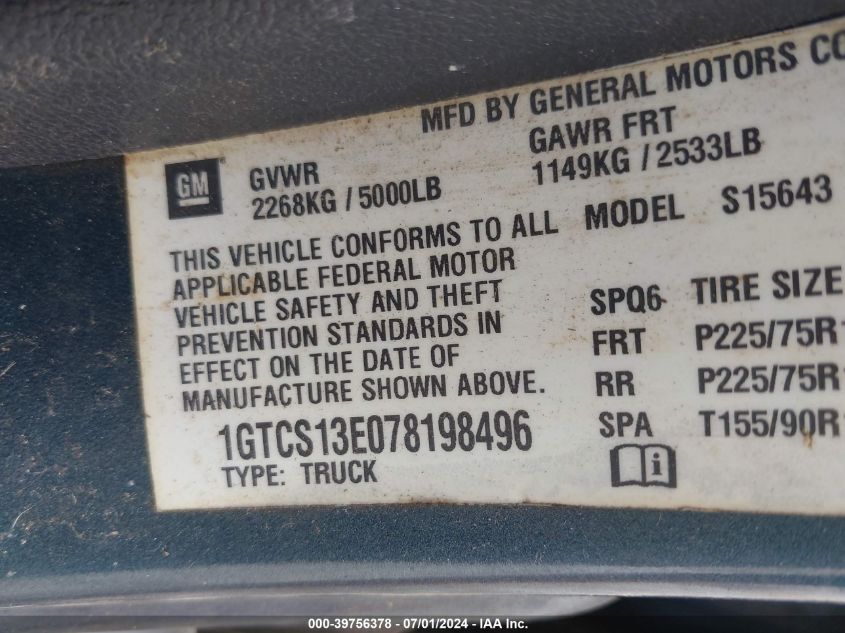 MFD BY GENERAL MOTORS CO
GM
GVWR
2268KG / 5000LB
GAWR FRT
1149KG / 2533LB
THIS VEHICLE CONFORMS TO ALL
APPLICABLE FEDERAL MOTOR
VEHICLE SAFETY AND THEFT
PREVENTION STANDARDS IN
EFFECT ON THE DATE OF
MANUFACTURE SHOWN ABOVE.
MODEL S15643
SPQ6 TIRE SIZE
FRT P225/75R1
RR P225/75R1
SPA T155/90R1
1GTCS13E078198496
TYPE: TRUCK
i
000-39756378 / 07/01/2024 - IAA Inc.